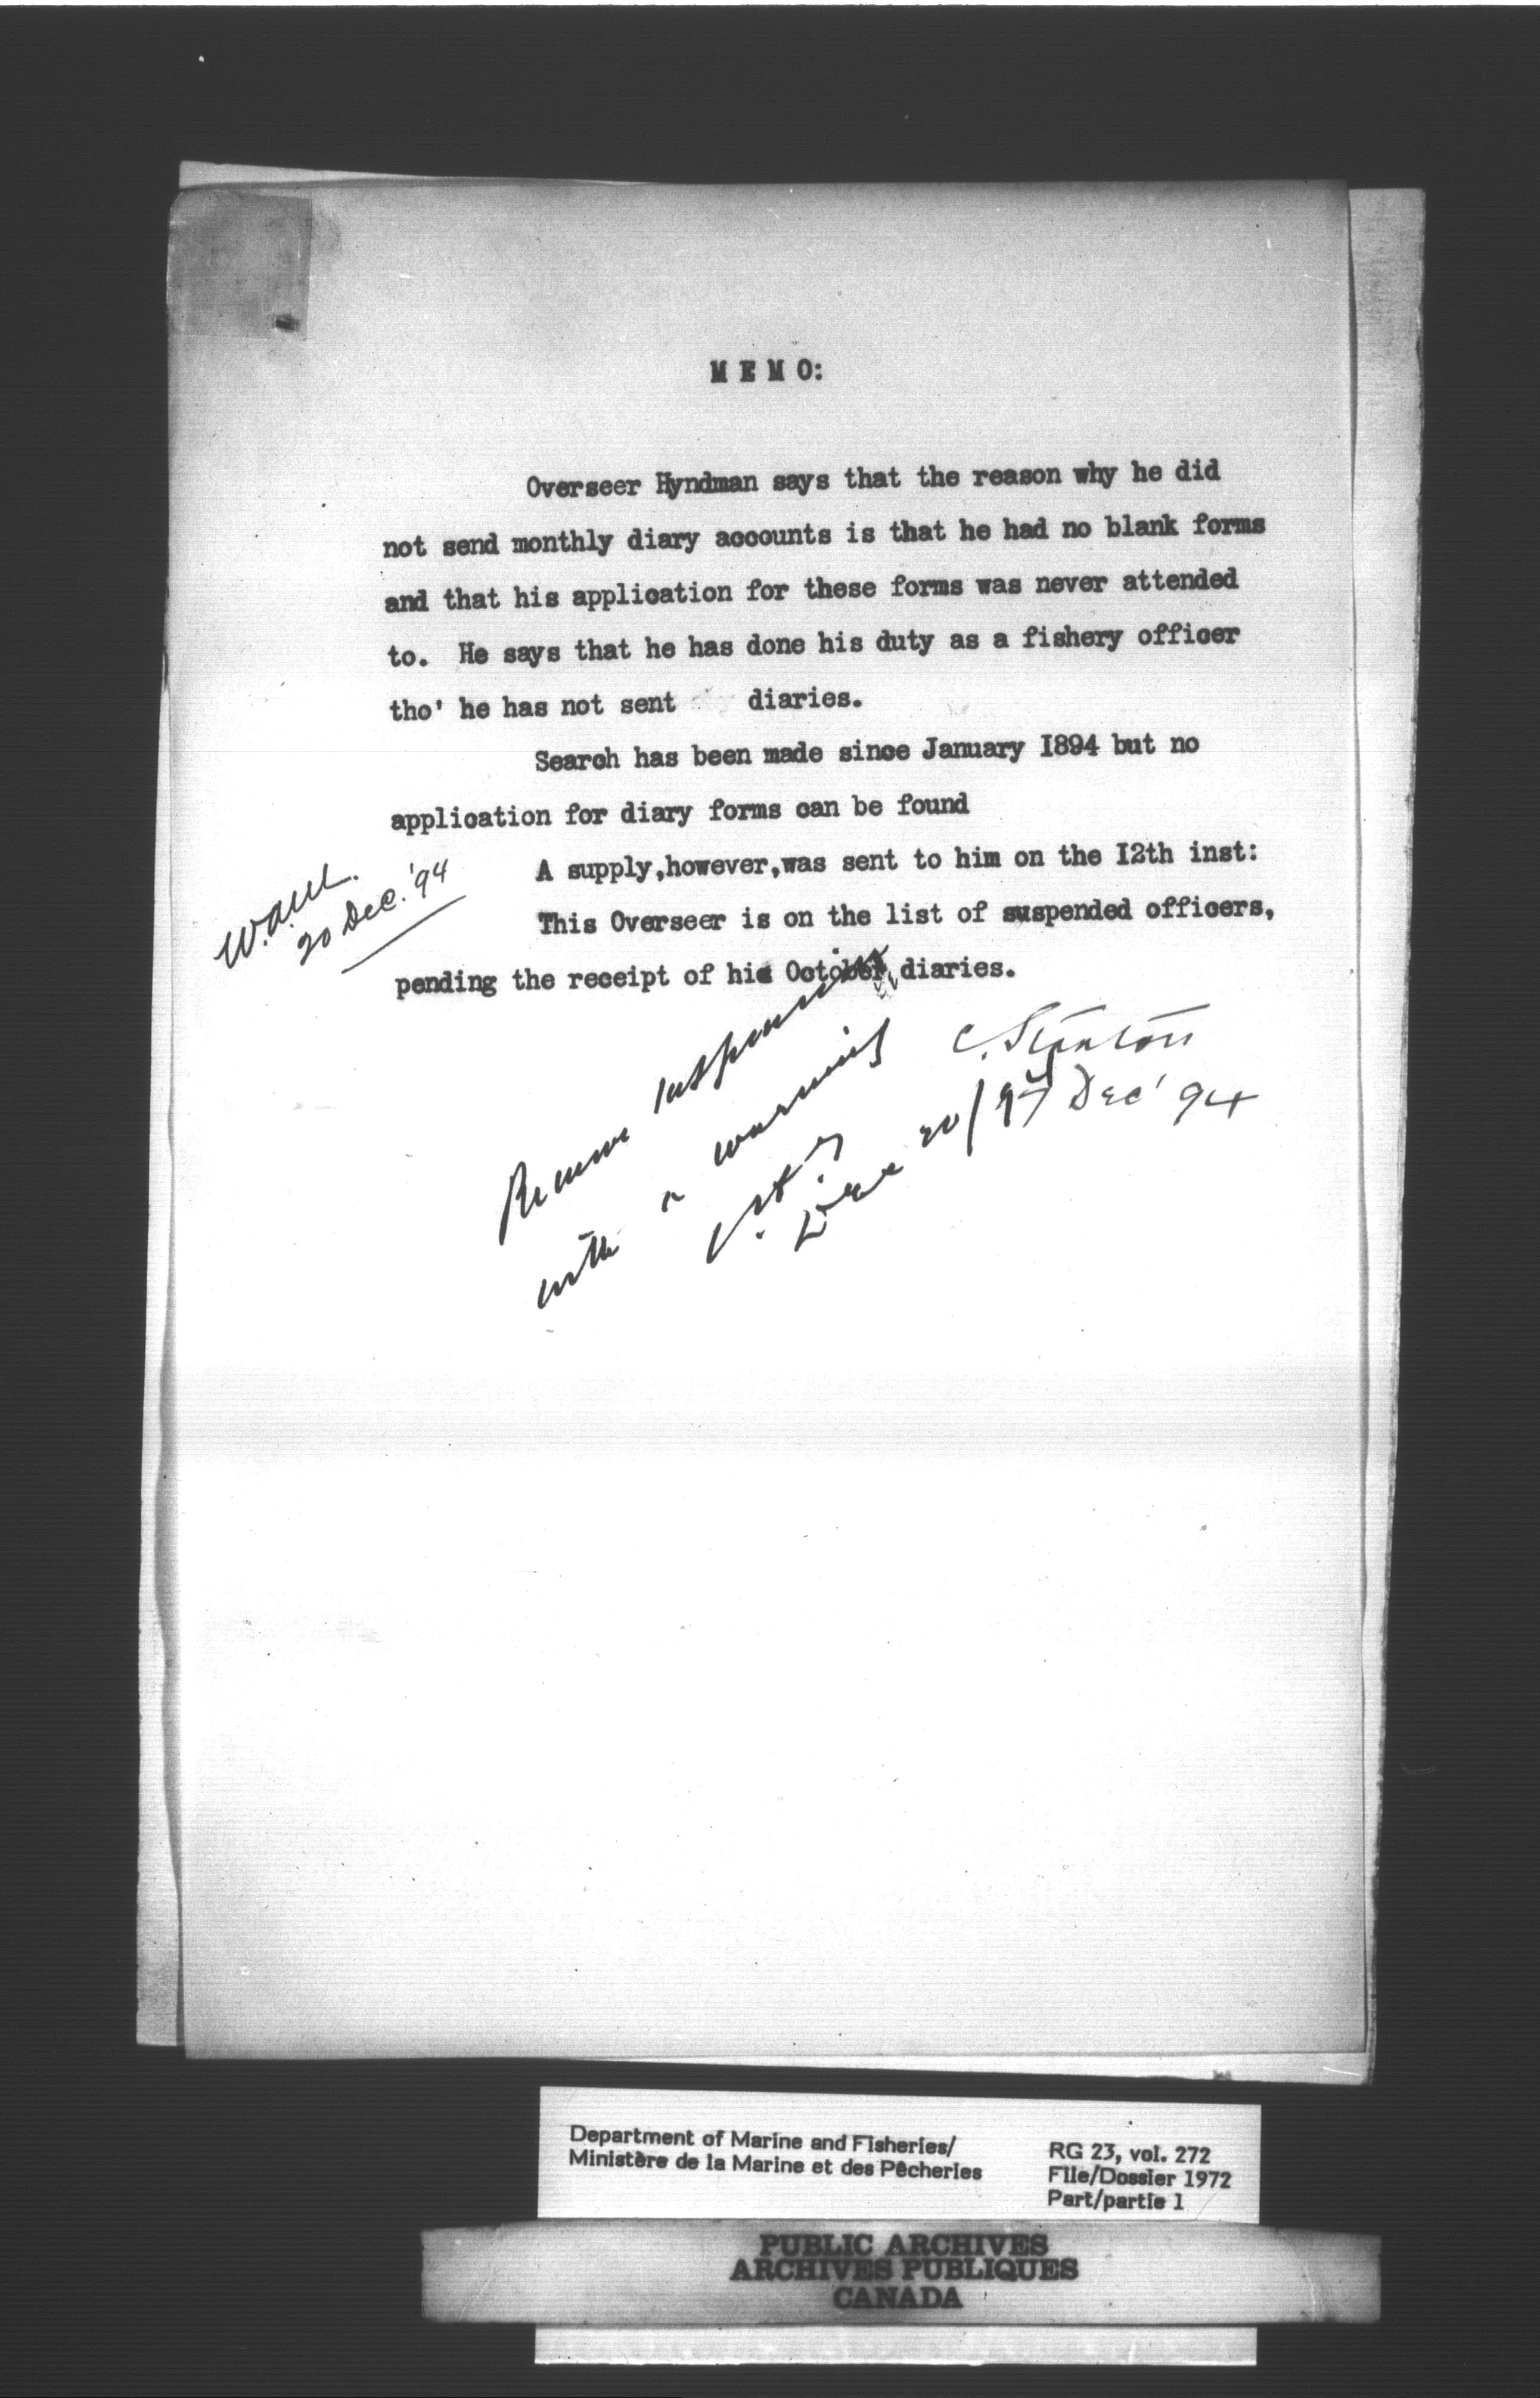 MEMO:
Overseer Hyndman says that the reason why he did
not send monthly diary accounts is that he had no blank forms
and that his application for these forms was never attended
to. He says that he has done his duty as a fishery officer
tho' he has not sent diaries.
Search has been made since January 1894 but no
application for diary forms can be found
A supply,however,was sent to him on the 12th inst:
This Overseer is on the list of suspended officers,
pending the receipt of his October diaries.
20 Dec. '94
C. Stanton
Dec' 94
Remove suspension
with a warning
Department of Marine and Fisheries/
Ministère de la Marine et des Pêcheries
RG 23, vol. 272
File/Dossier 1972
Part/partie 1
PUBLIC ARCHIVES
ARCHIVES PUBLIQUES
CANADA